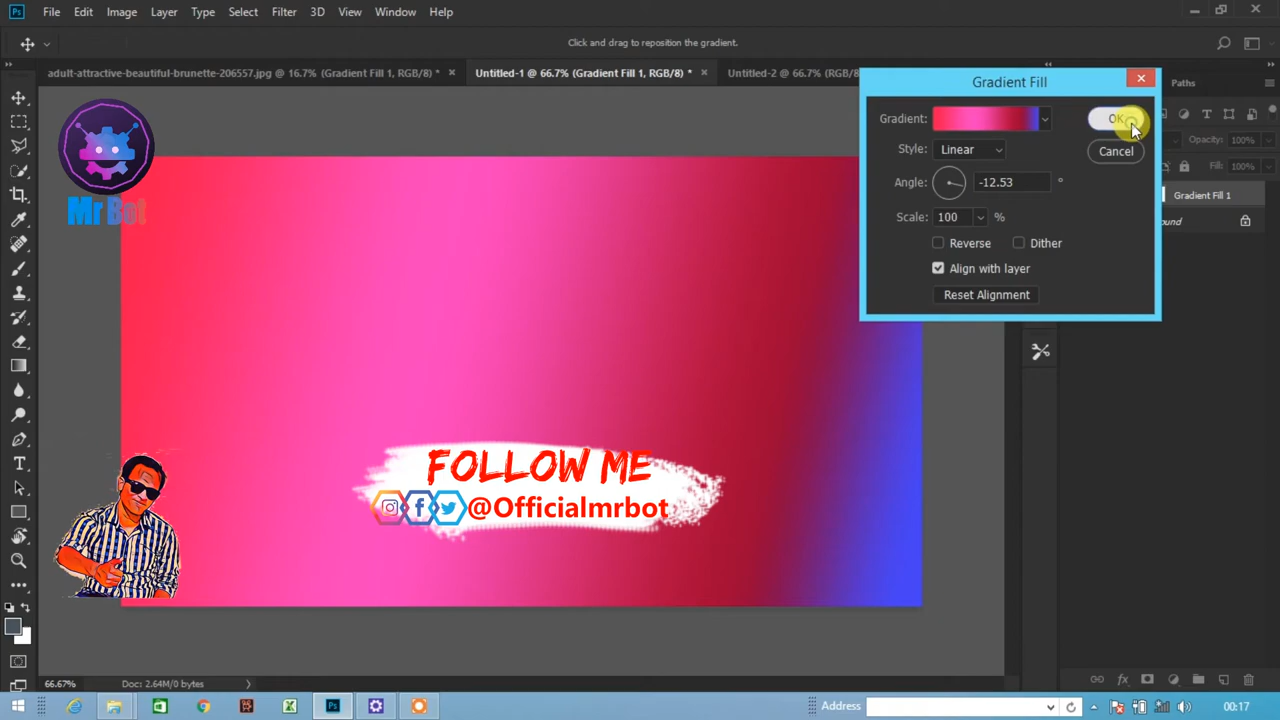 Ps File Edit Image Layer Type Select Filter 3D View Window Help
Click and drag to reposition the gradient.
adult-attractive-beautiful-brunette-206557.jpg @ 16.7% (Gradient Fill 1, RGB/8) *
Untitled-1 @ 66.7% (Gradient Fill 1, RGB/8) *
Untitled-2 @ 66.7% (RGB/8)
Paths
Gradient Fill
Gradient:
OK
Style: Linear
Cancel
Angle: -12.53 °
Scale: 100 %
Reverse Dither
Align with layer
Reset Alignment
Opacity: 100%
Fill: 100%
Gradient Fill 1
Mr Bot
FOLLOW ME
@Officialmrbot
66.67% Doc: 2.64M/0 bytes
Ps
Address
00:17